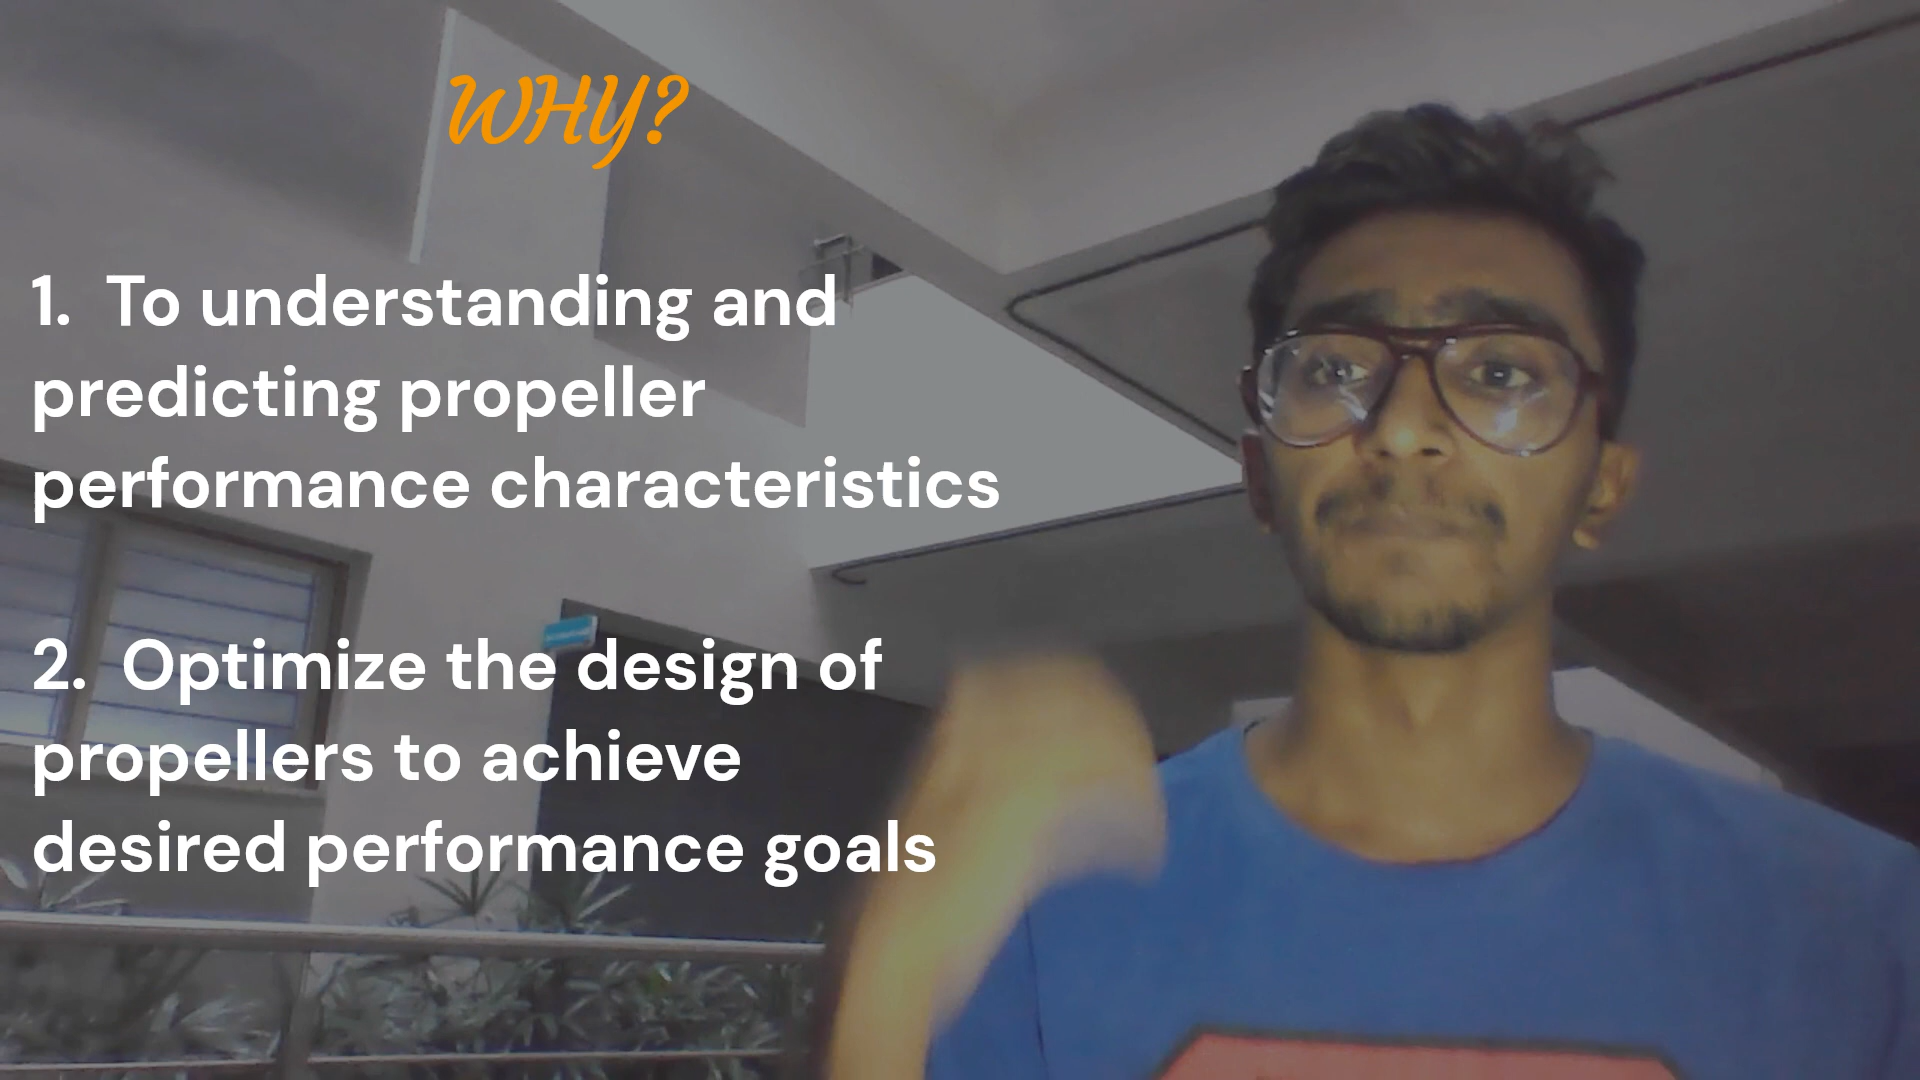 WHY?
1. To understanding and
predicting propeller
performance characteristics
2. Optimize the design of
propellers to achieve
desired performance goals